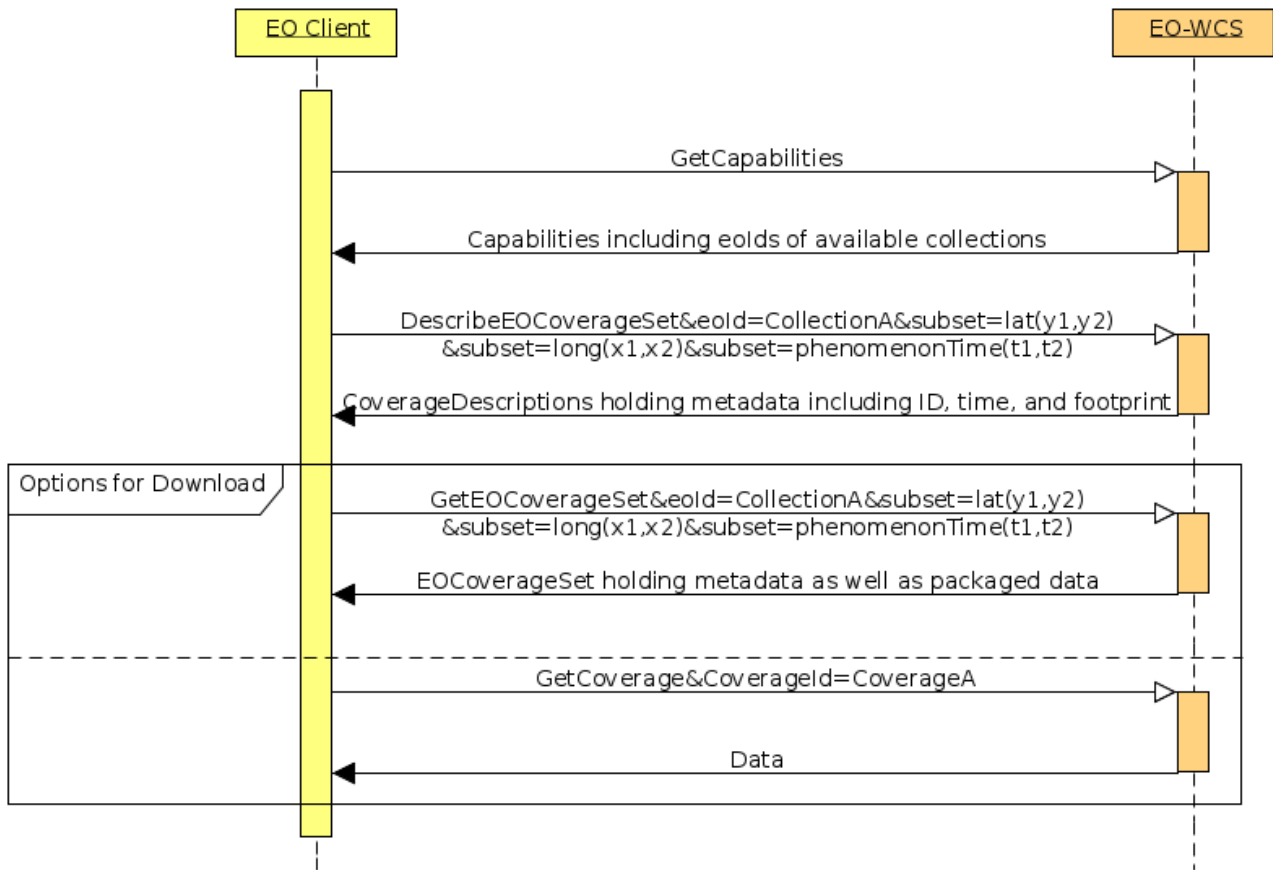 EO Client
EO-WCS
GetCapabilities
Capabilities including eoIds of available collections
DescribeEOCoverageSet&eoId=CollectionA&subset=lat(y1,y2)
&subset=long(x1,x2)&subset=phenomenonTime(t1,t2)
CoverageDescriptions holding metadata including ID, time, and footprint
Options for Download
GetEOCoverageSet&eoId=CollectionA&subset=lat(y1,y2)
&subset=long(x1,x2)&subset=phenomenonTime(t1,t2)
EOCoverageSet holding metadata as well as packaged data
GetCoverage&CoverageId=CoverageA
Data